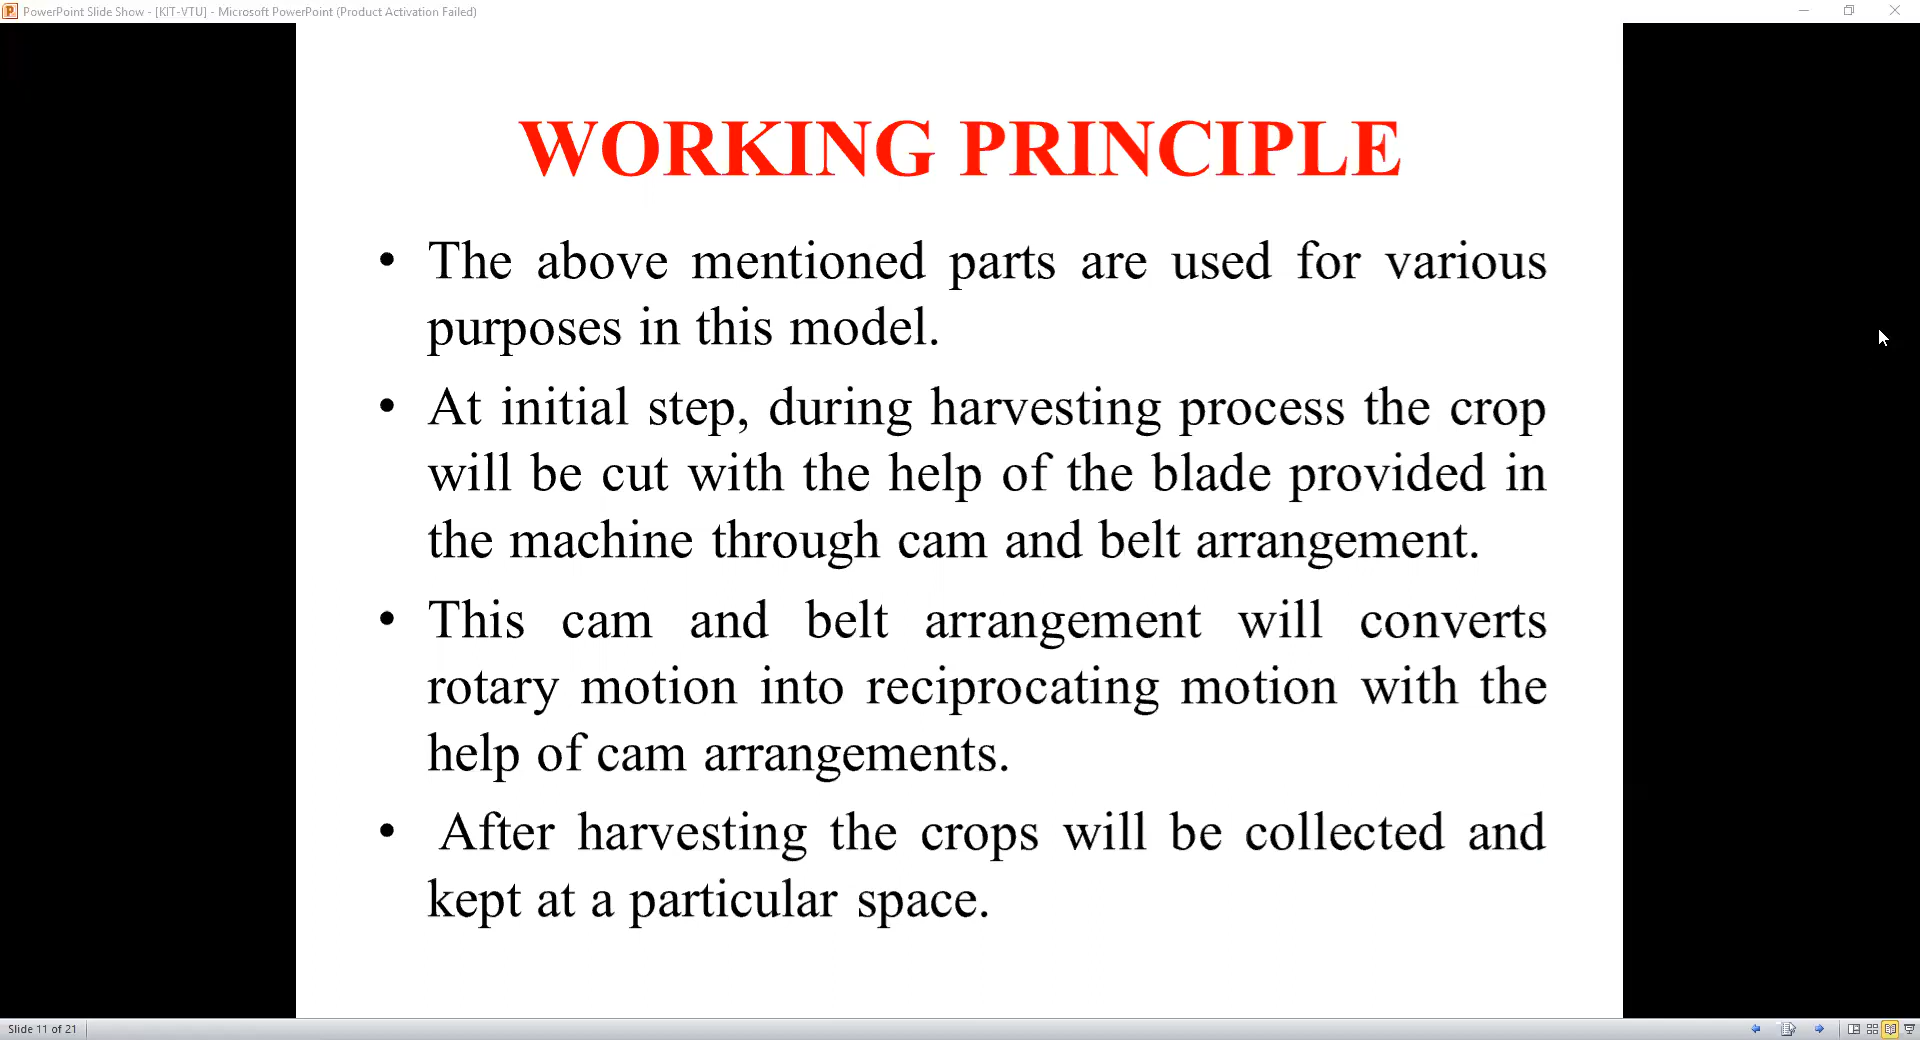 PowerPoint Slide Show - [KIT-VTU] - Microsoft PowerPoint (Product Activation Failed)
WORKING PRINCIPLE
• The above mentioned parts are used for various
purposes in this model.
• At initial step, during harvesting process the crop
will be cut with the help of the blade provided in
the machine through cam and belt arrangement.
• This cam and belt arrangement will converts
rotary motion into reciprocating motion with the
help of cam arrangements.
• After harvesting the crops will be collected and
kept at a particular space.
Slide 11 of 21